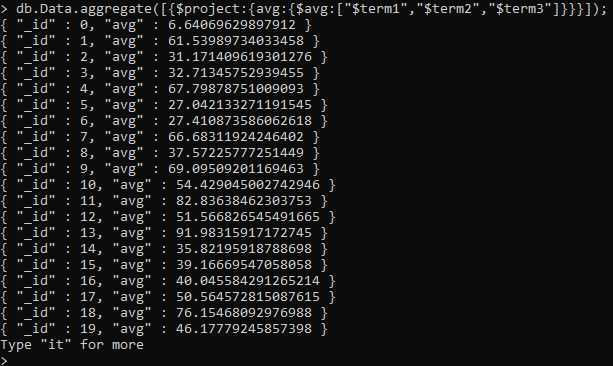 > db.Data.aggregate([{$project:{avg:{$avg:["$term1","$term2","$term3"]}}}]);
{ "_id" : 0, "avg" : 6.64069629897912 }
{ "_id" : 1, "avg" : 61.53989734033458 }
{ "_id" : 2, "avg" : 31.171409619301276 }
{ "_id" : 3, "avg" : 32.71345752939455 }
{ "_id" : 4, "avg" : 67.79878751009093 }
{ "_id" : 5, "avg" : 27.042133271191545 }
{ "_id" : 6, "avg" : 27.410873586062618 }
{ "_id" : 7, "avg" : 66.68311924246402 }
{ "_id" : 8, "avg" : 37.57225777251449 }
{ "_id" : 9, "avg" : 69.09509201169463 }
{ "_id" : 10, "avg" : 54.429045002742946 }
{ "_id" : 11, "avg" : 82.83638462303753 }
{ "_id" : 12, "avg" : 51.566826545491665 }
{ "_id" : 13, "avg" : 91.98315917172745 }
{ "_id" : 14, "avg" : 35.82195918788698 }
{ "_id" : 15, "avg" : 39.16669547058058 }
{ "_id" : 16, "avg" : 40.045584291265214 }
{ "_id" : 17, "avg" : 50.564572815087615 }
{ "_id" : 18, "avg" : 76.15468092976988 }
{ "_id" : 19, "avg" : 46.17779245857398 }
Type "it" for more
>